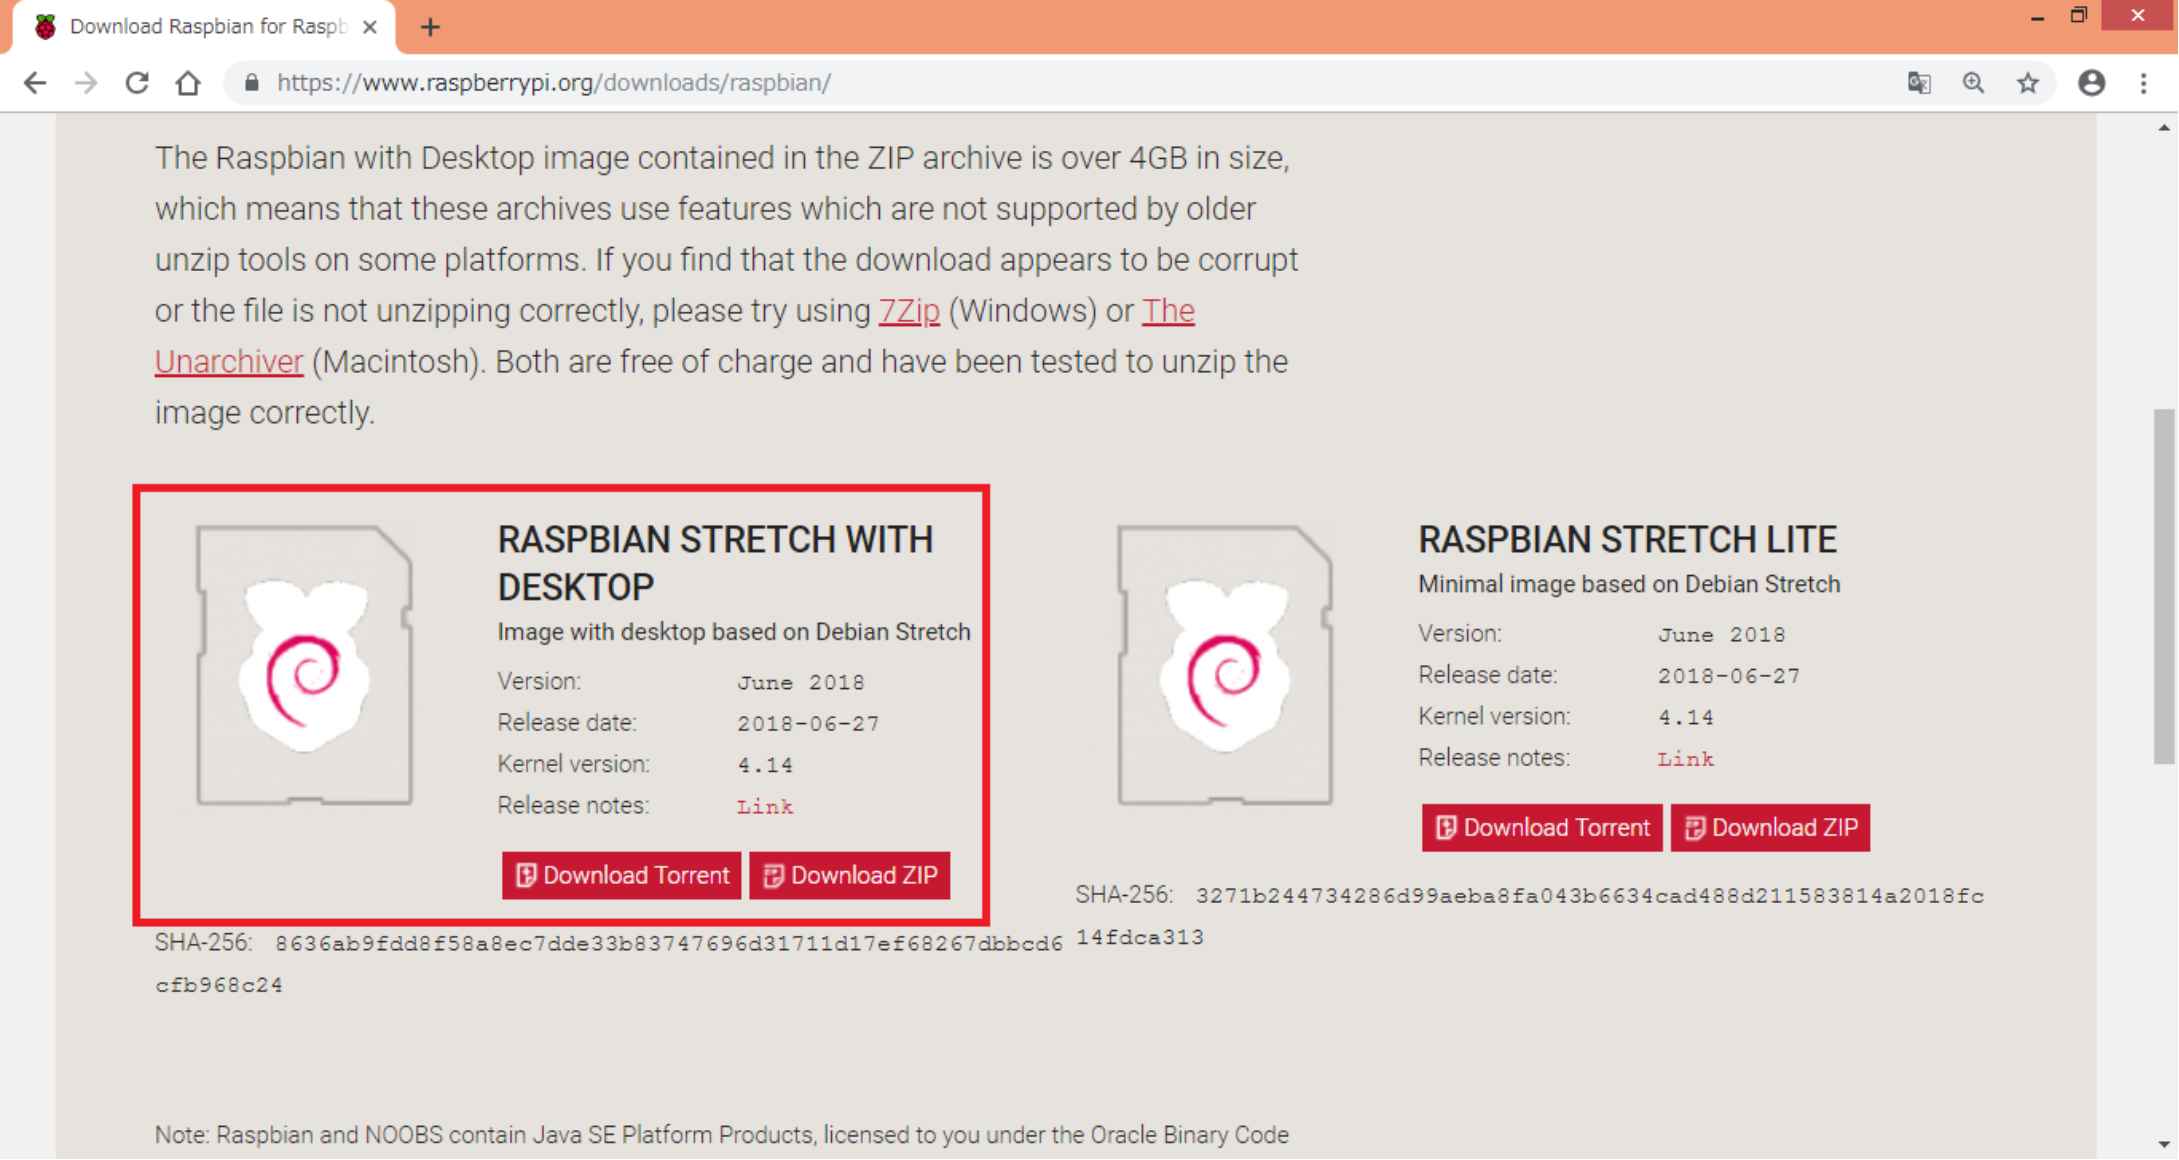 Download Raspbian for Raspb
https://www.raspberrypi.org/downloads/raspbian/
The Raspbian with Desktop image contained in the ZIP archive is over 4GB in size,
which means that these archives use features which are not supported by older
unzip tools on some platforms. If you find that the download appears to be corrupt
or the file is not unzipping correctly, please try using 7Zip (Windows) or The
Unarchiver (Macintosh). Both are free of charge and have been tested to unzip the
image correctly.
RASPBIAN STRETCH WITH
DESKTOP
Image with desktop based on Debian Stretch
Version: June 2018
Release date: 2018-06-27
Kernel version: 4.14
Release notes: Link
Download Torrent Download ZIP
SHA-256: 8636ab9fdd8f58a8ec7dde33b83747696d31711d17ef68267dbbcd6
cfb968c24
RASPBIAN STRETCH LITE
Minimal image based on Debian Stretch
Version: June 2018
Release date: 2018-06-27
Kernel version: 4.14
Release notes: Link
Download Torrent Download ZIP
SHA-256: 3271b244734286d99aeba8fa043b6634cad488d211583814a2018fc
14fdca313
Note: Raspbian and NOOBS contain Java SE Platform Products, licensed to you under the Oracle Binary Code